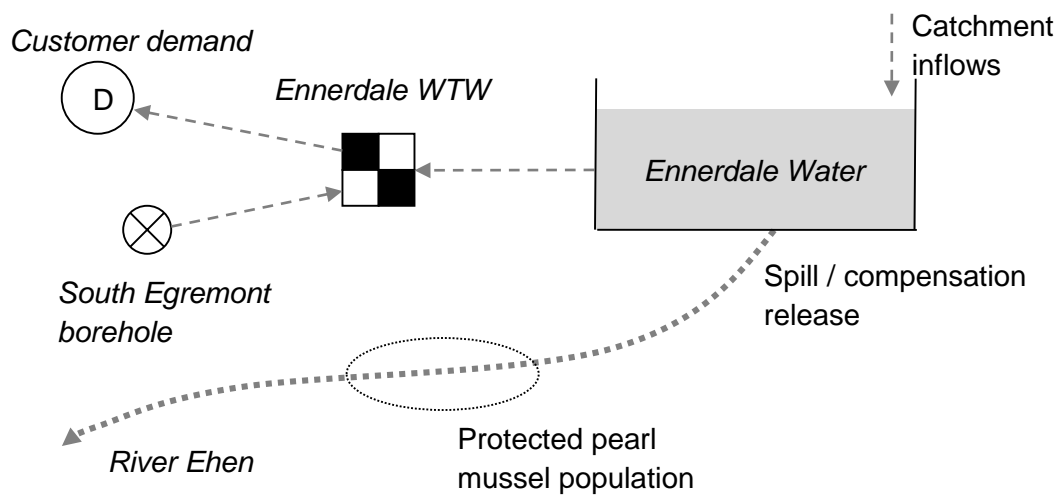 Customer demand
D
Ennerdale WTW
Catchment
inflows
Ennerdale Water
South Egremont
borehole
Spill / compensation
release
Protected pearl
mussel population
River Ehen